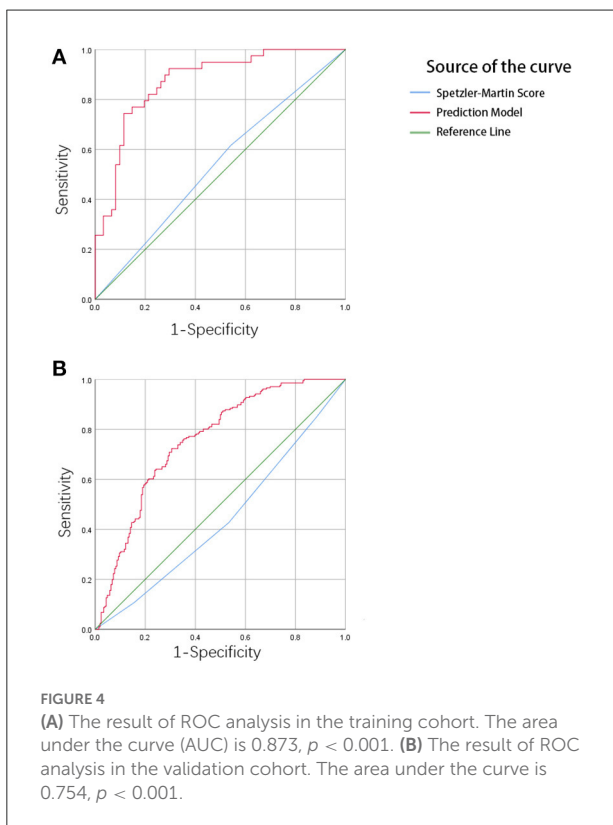 A
Source of the curve
Spetzler-Martin Score
Prediction Model
Reference Line
1.0
0.8
0.6
0.4
0.2
0.0
Sensitivity
0.0 0.2 0.4 0.6 0.8 1.0
1-Specificity
B
1.0
0.8
0.6
0.4
0.2
0.0
Sensitivity
0.0 0.2 0.4 0.6 0.8 1.0
1-Specificity
FIGURE 4
(A) The result of ROC analysis in the training cohort. The area
under the curve (AUC) is 0.873, p < 0.001. (B) The result of ROC
analysis in the validation cohort. The area under the curve is
0.754, p < 0.001.